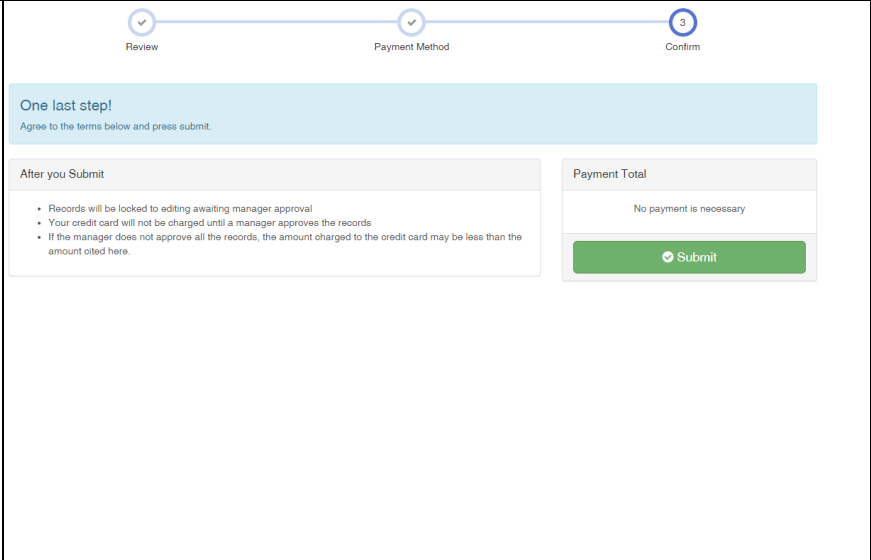 3
Review
Payment Method
Confirm
One last step!
Agree to the terms below and press submit.
After you Submit
• Records will be locked to editing awaiting manager approval
• Your credit card will not be charged until a manager approves the records
• If the manager does not approve all the records, the amount charged to the credit card may be less than the
amount cited here.
Payment Total
No payment is necessary
Submit